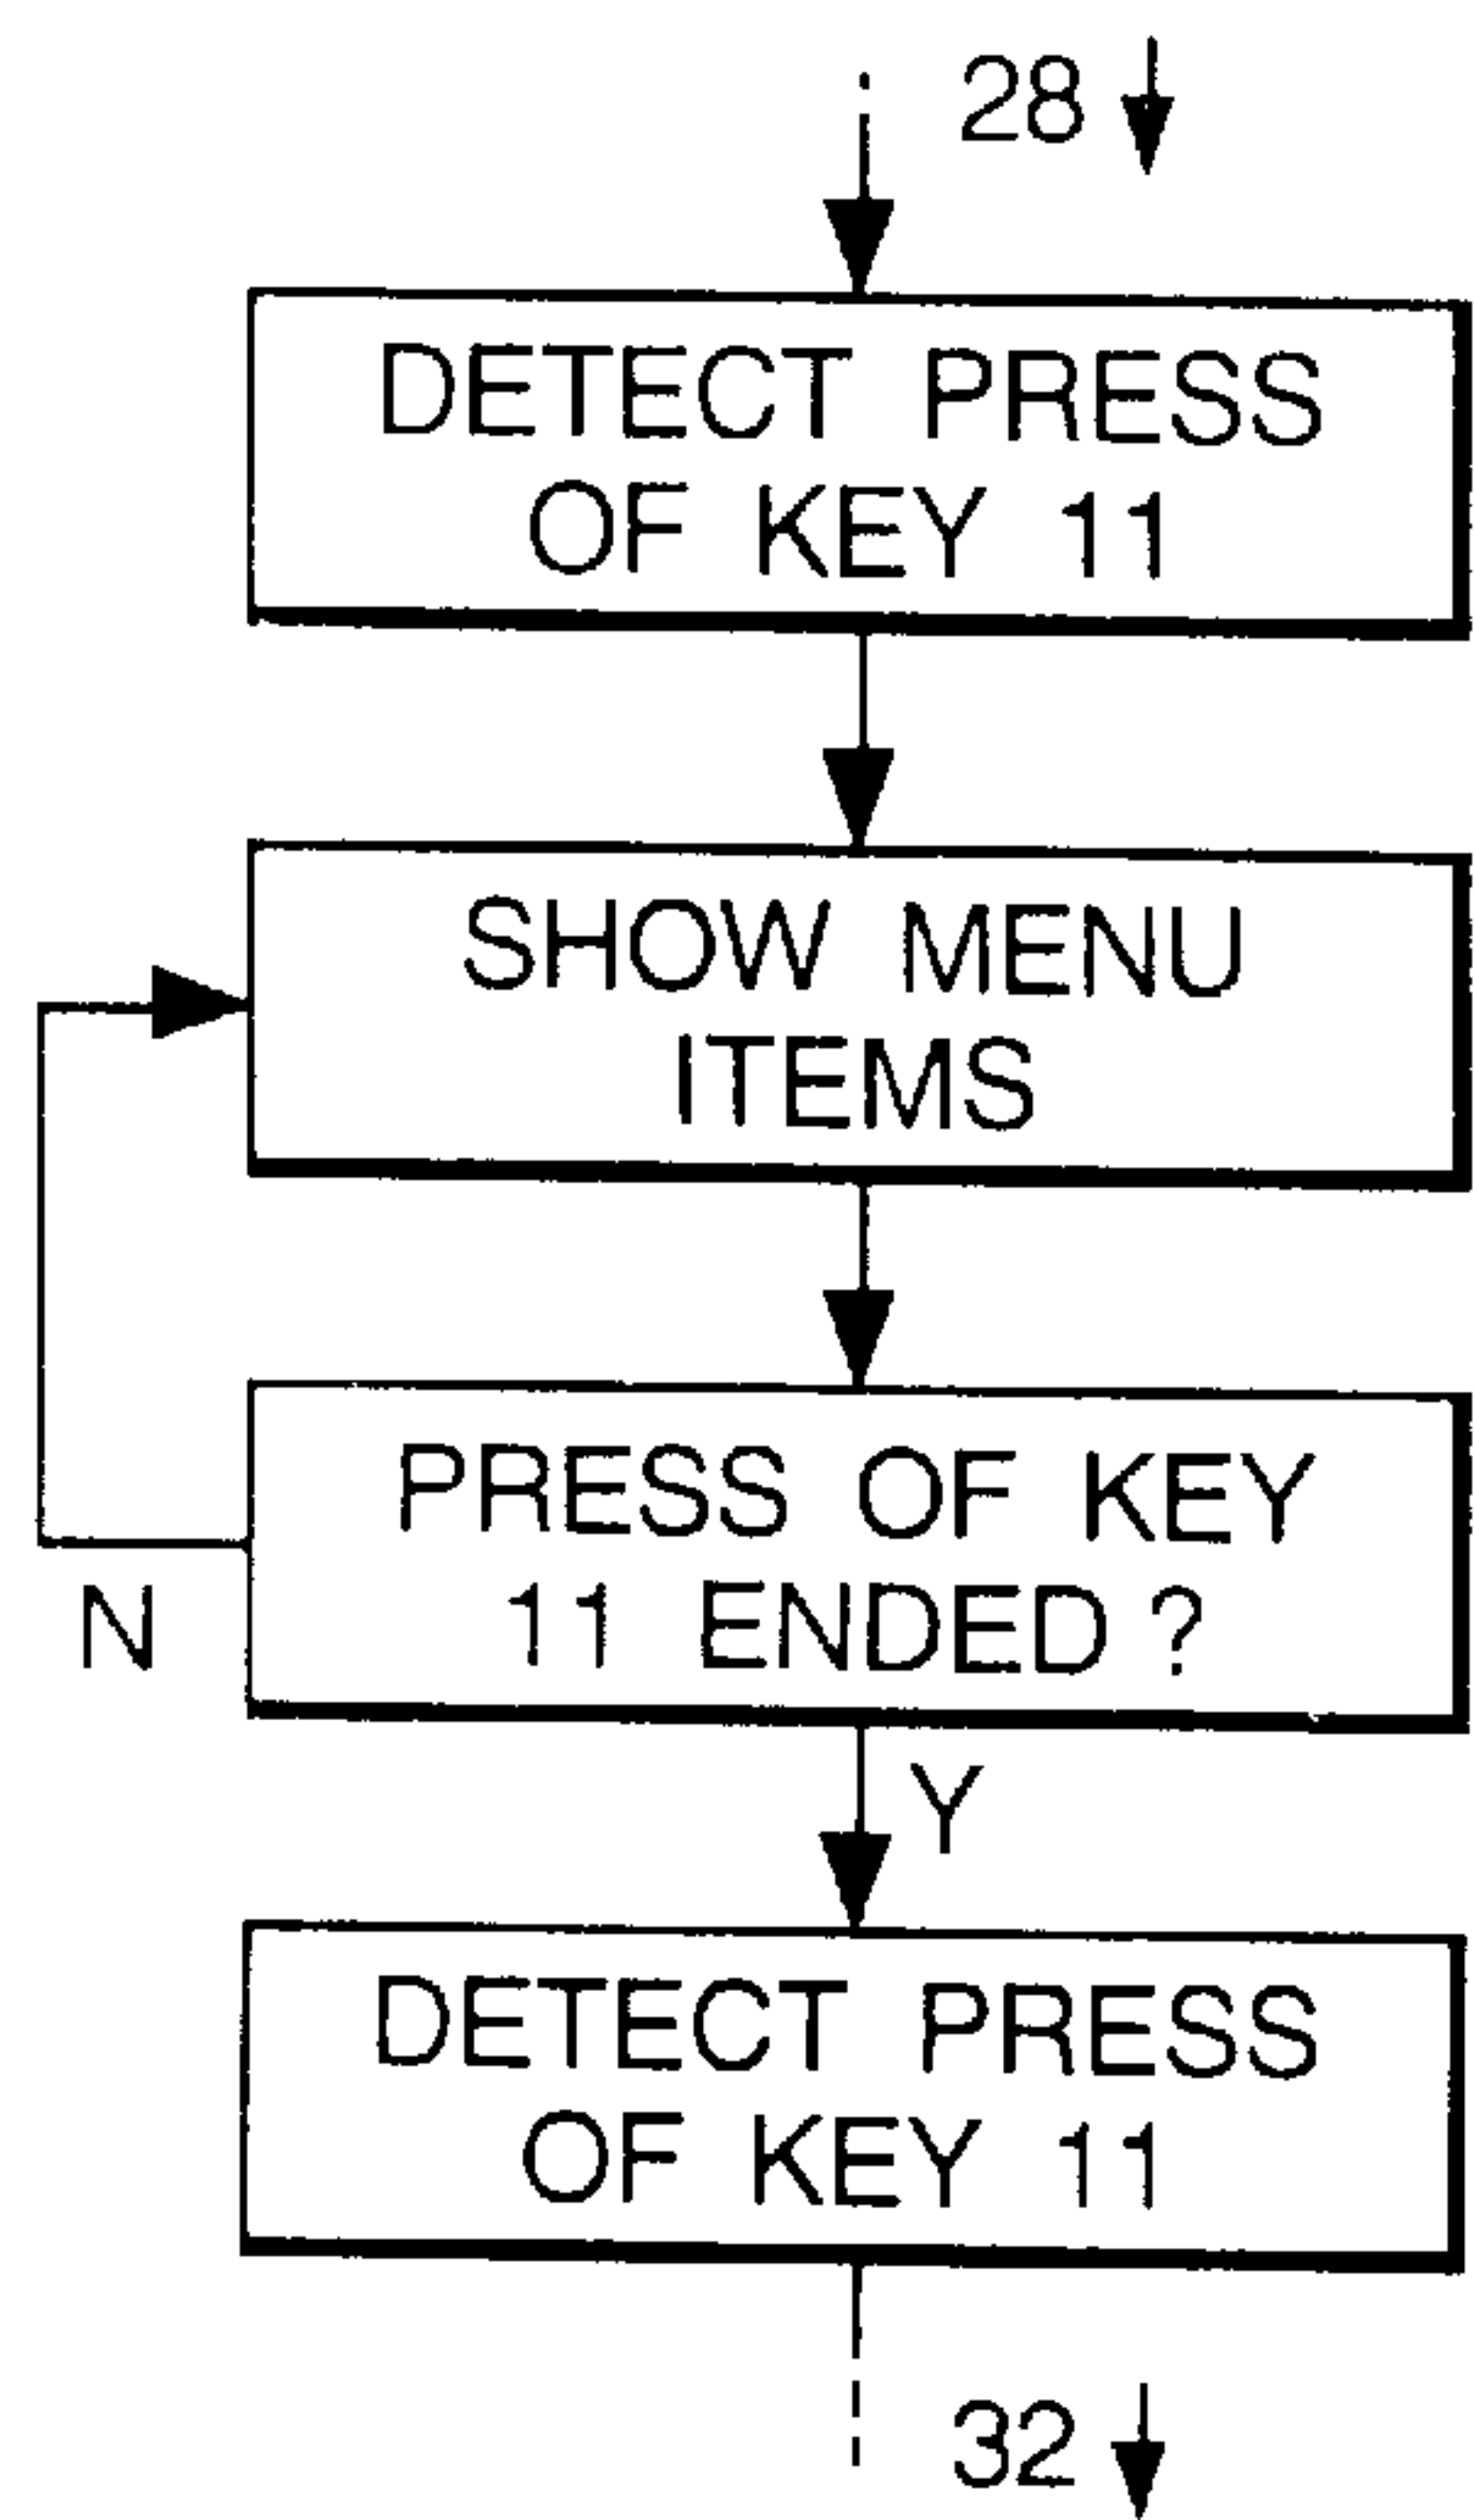 28
DETECT PRESS
OF KEY 11
SHOW MENU
ITEMS
PRESS OF KEY
11 ENDED ?
N
Y
DETECT PRESS
OF KEY 11
32